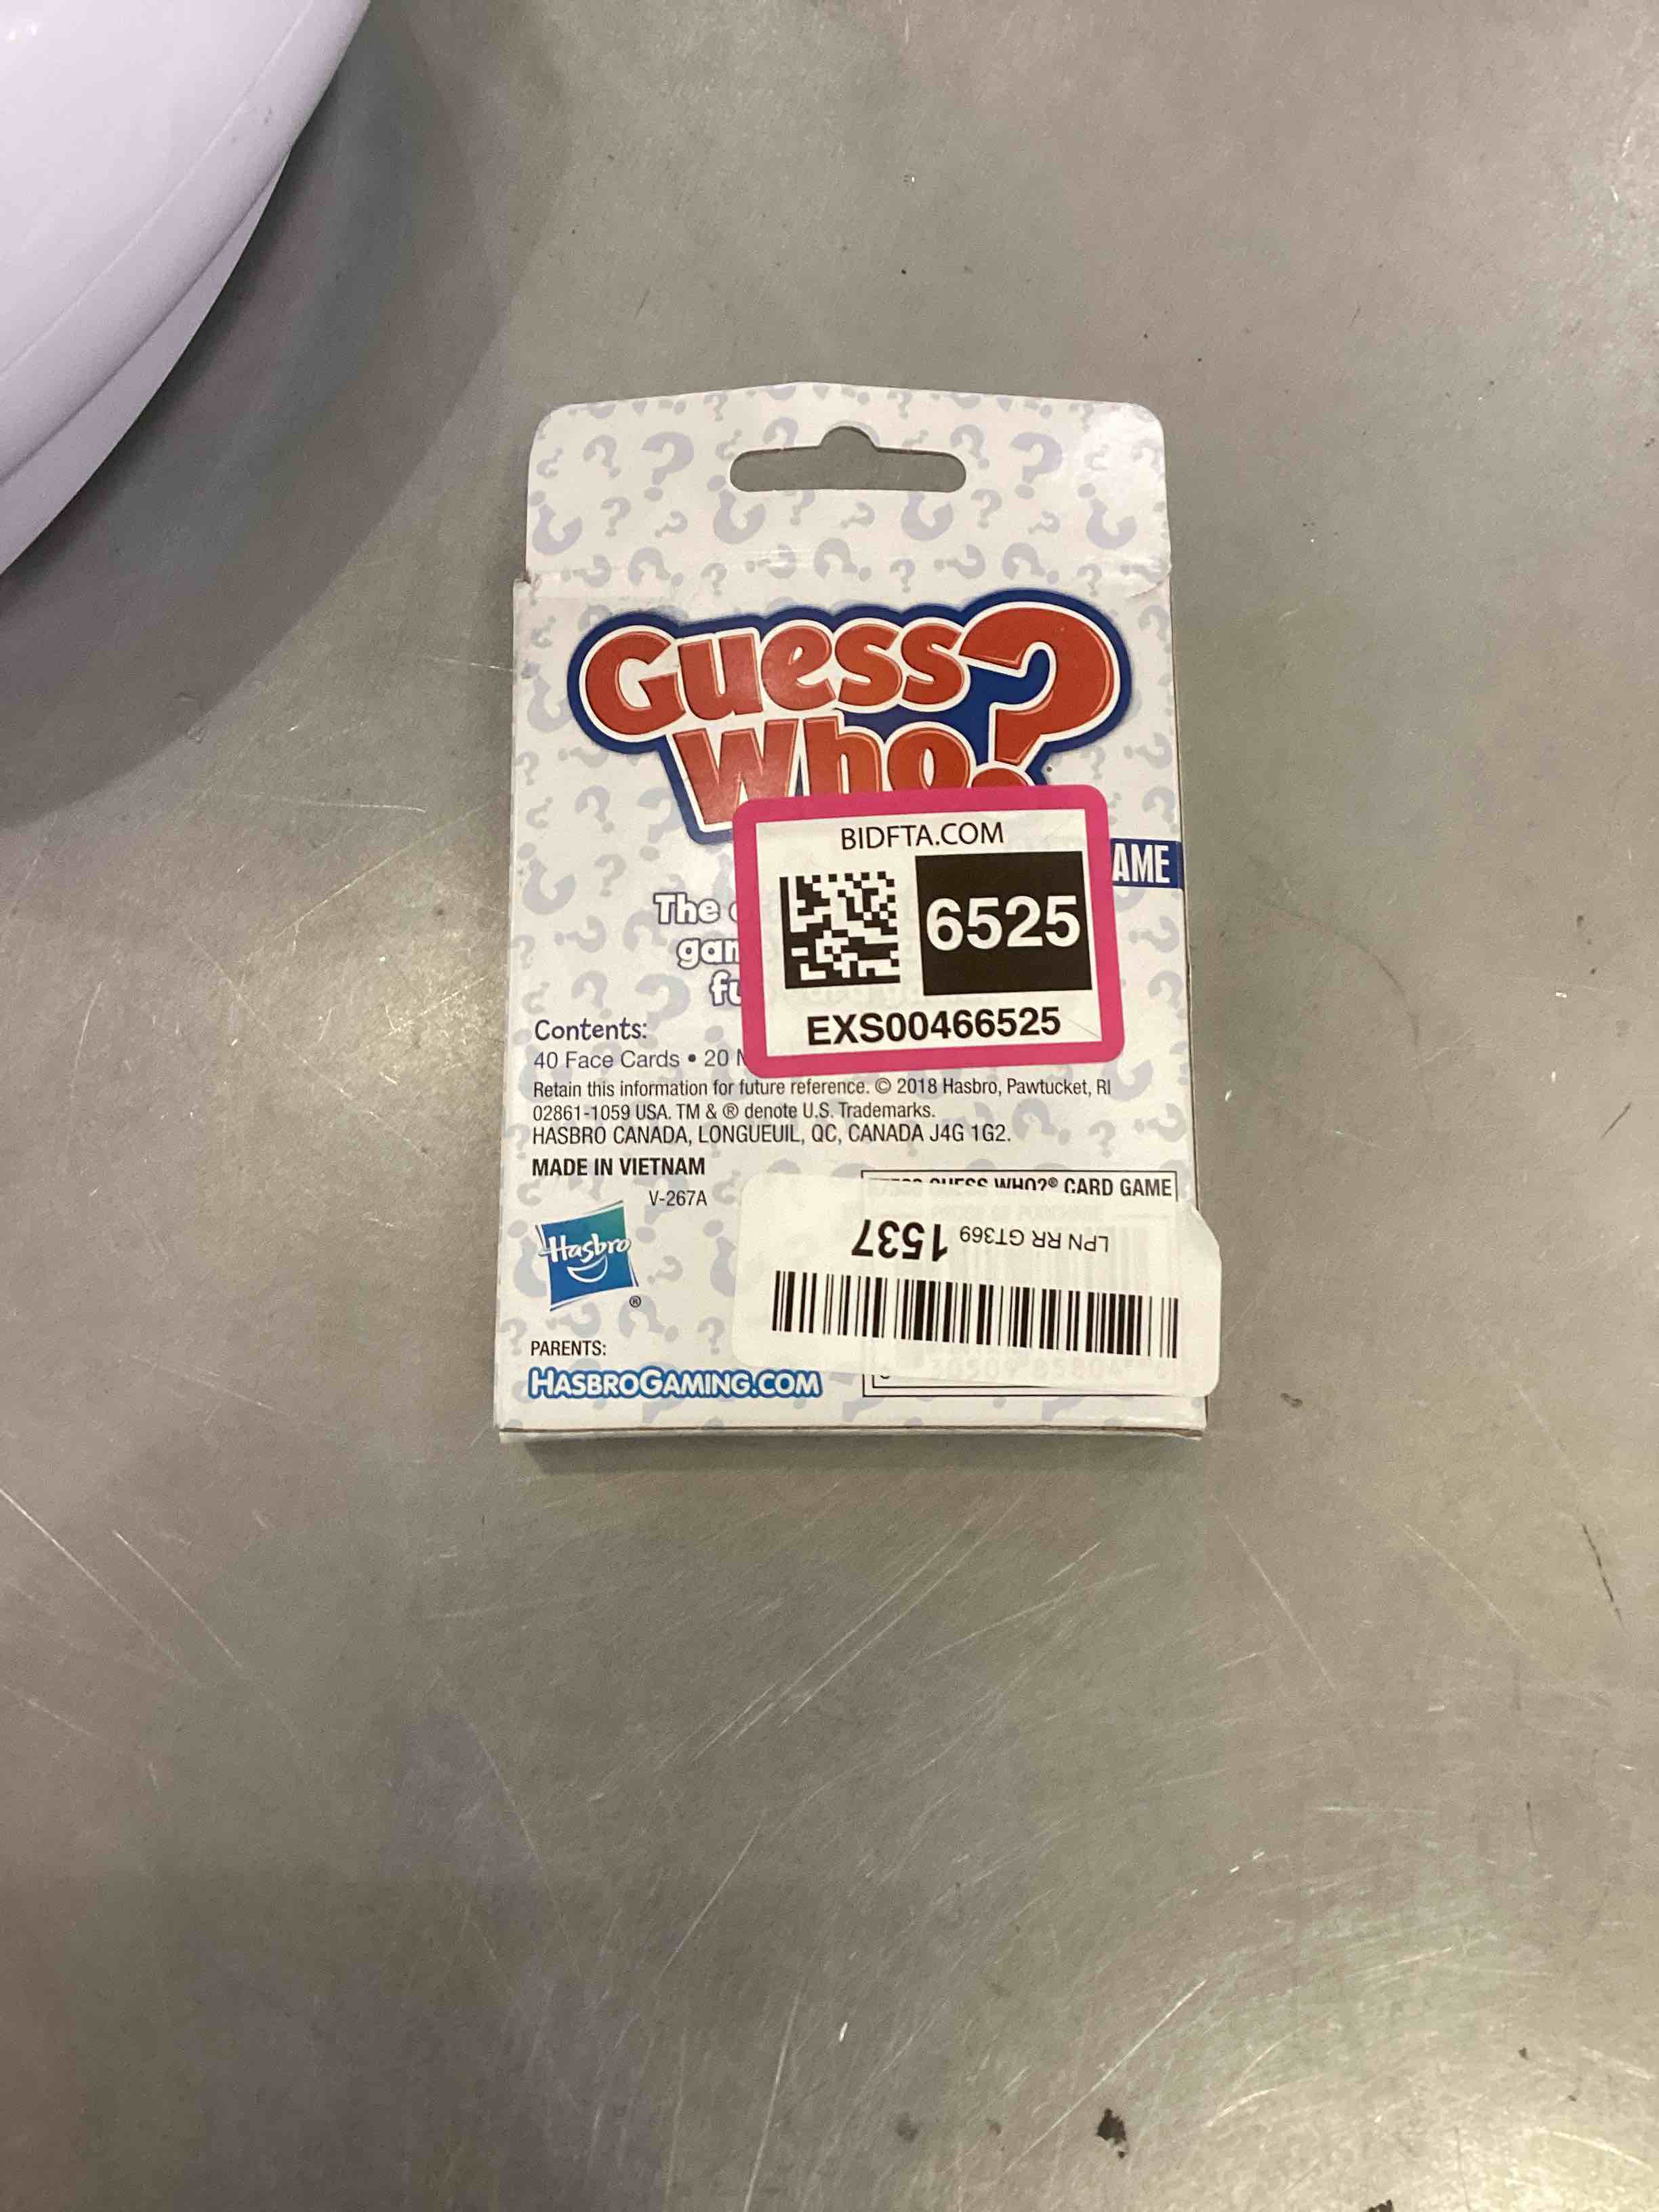 Guess
Who?
AME
BIDFTA.COM
6525
EXS00466525
The
Contents:
40 Face Cards • 20
Retain this information for future reference. © 2018 Hasbro, Pawtucket, RI
02861-1059 USA. TM & ® denote U.S. Trademarks.
HASBRO CANADA, LONGUEUIL, QC, CANADA J4G 1G2.
MADE IN VIETNAM
V-267A
GUESS WHO?® CARD GAME
LPN RR GT369 1537
Hasbro
®
PARENTS:
HASBROGAMING.COM